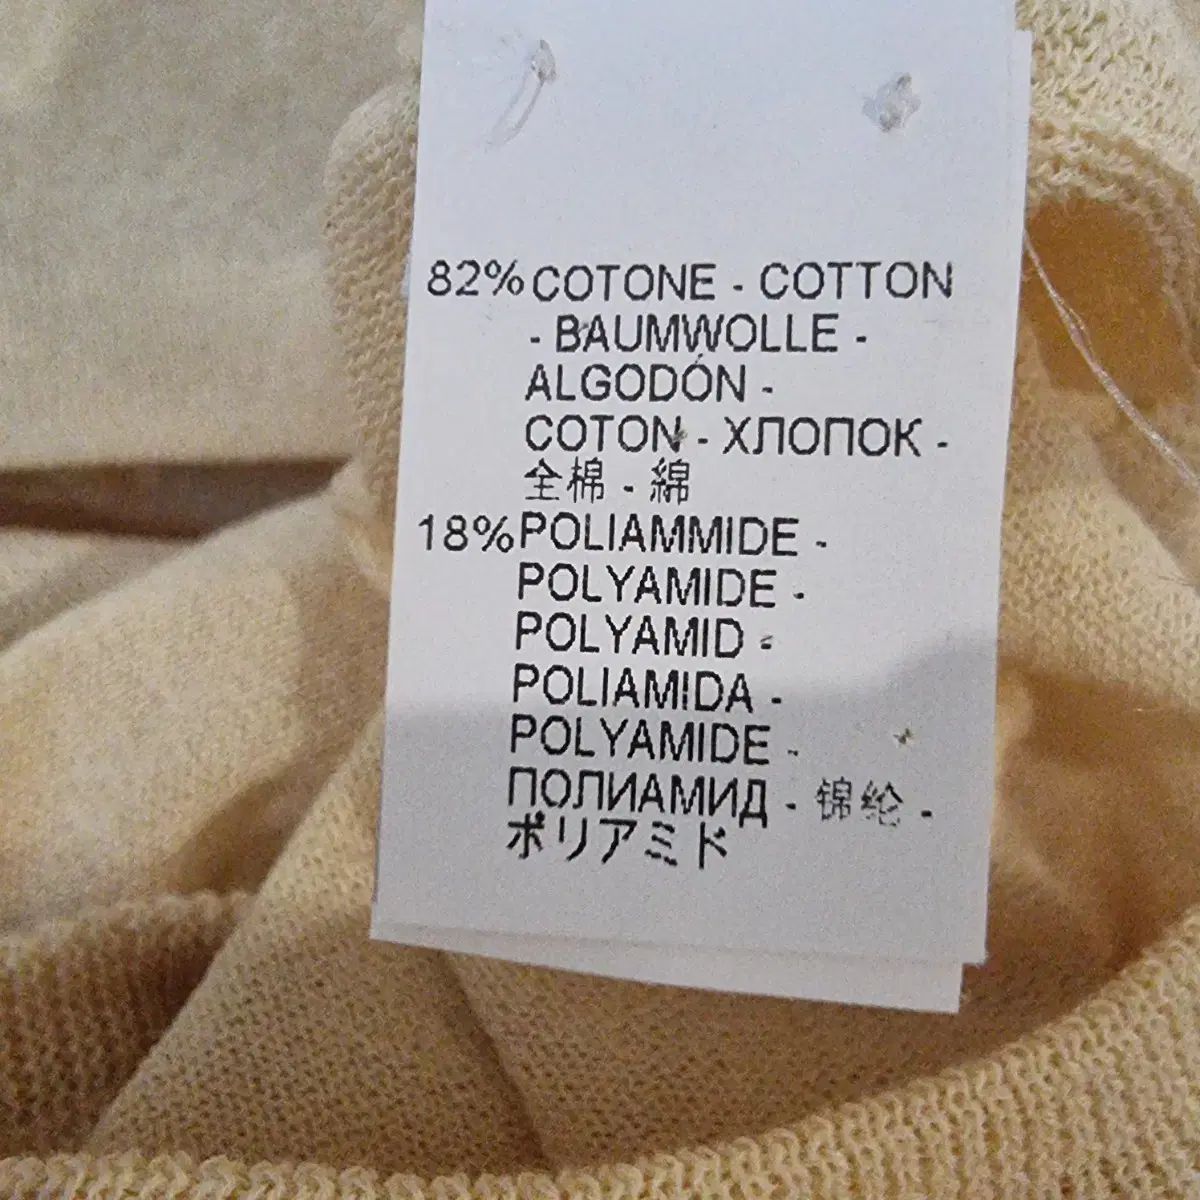 82% COTONE - COTTON
- BAUMWOLLE -
ALGODÓN -
COTON - ХЛОПОК -
全棉 - 綿
18% POLIAMMIDE -
POLYAMIDE -
POLYAMID -
POLIAMIDA -
POLYAMIDE -
ПОЛИАМИД - 锦纶 -
ポリアミド